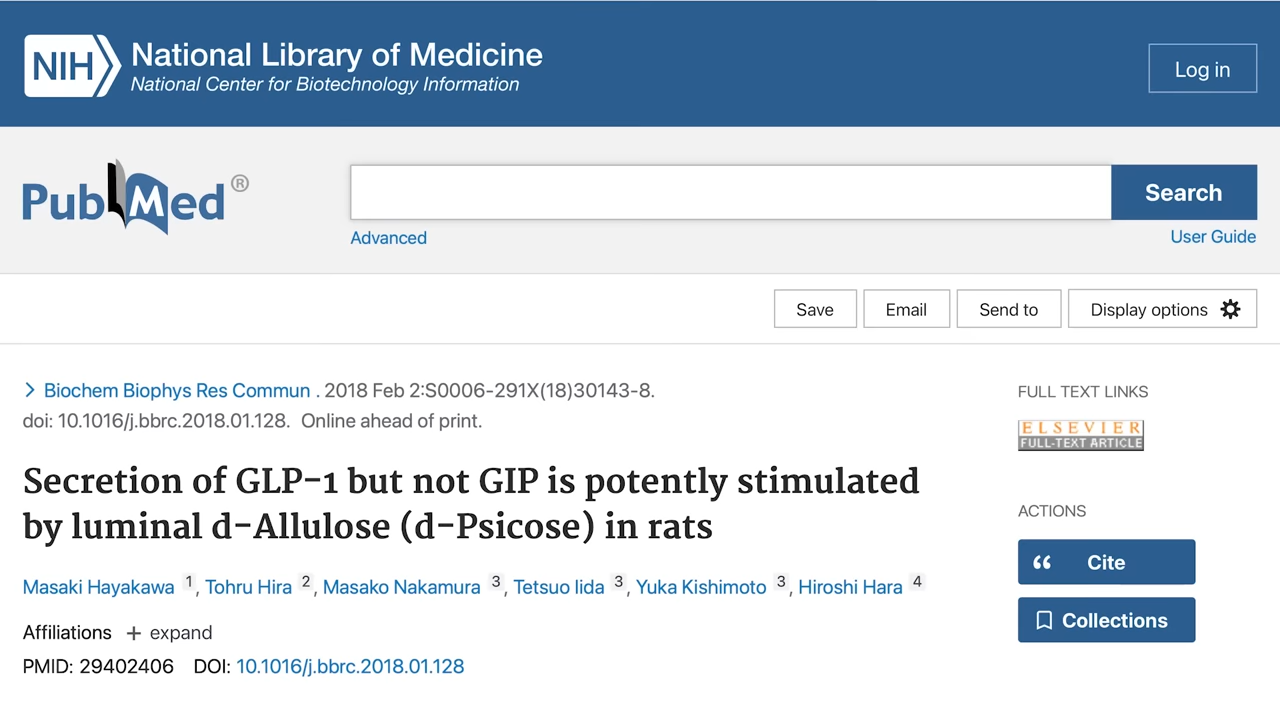 NIH National Library of Medicine
National Center for Biotechnology Information
Log in
PubMed®
Search
Advanced
User Guide
Save
Email
Send to
Display options
Biochem Biophys Res Commun . 2018 Feb 2:S0006-291X(18)30143-8.
doi: 10.1016/j.bbrc.2018.01.128. Online ahead of print.
Secretion of GLP-1 but not GIP is potently stimulated
by luminal d-Allulose (d-Psicose) in rats
Masaki Hayakawa 1, Tohru Hira 2, Masako Nakamura 3, Tetsuo Iida 3, Yuka Kishimoto 3, Hiroshi Hara 4
Affiliations + expand
PMID: 29402406 DOI: 10.1016/j.bbrc.2018.01.128
FULL TEXT LINKS
ELSEVIER
FULL-TEXT ARTICLE
ACTIONS
Cite
Collections